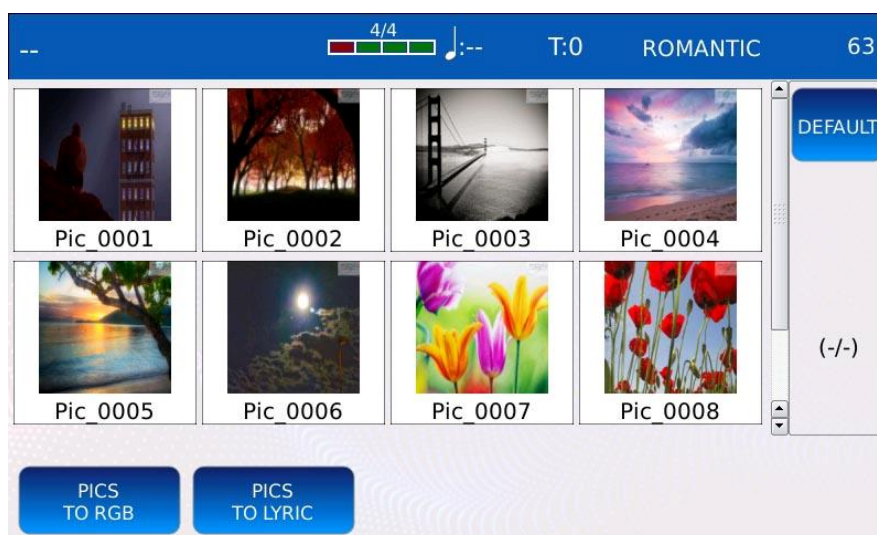 --
4/4
:--
T:0
ROMANTIC
63
DEFAULT
Pic_0001
Pic_0002
Pic_0003
Pic_0004
(-/-)
Pic_0005
Pic_0006
Pic_0007
Pic_0008
PICS
TO RGB
PICS
TO LYRIC